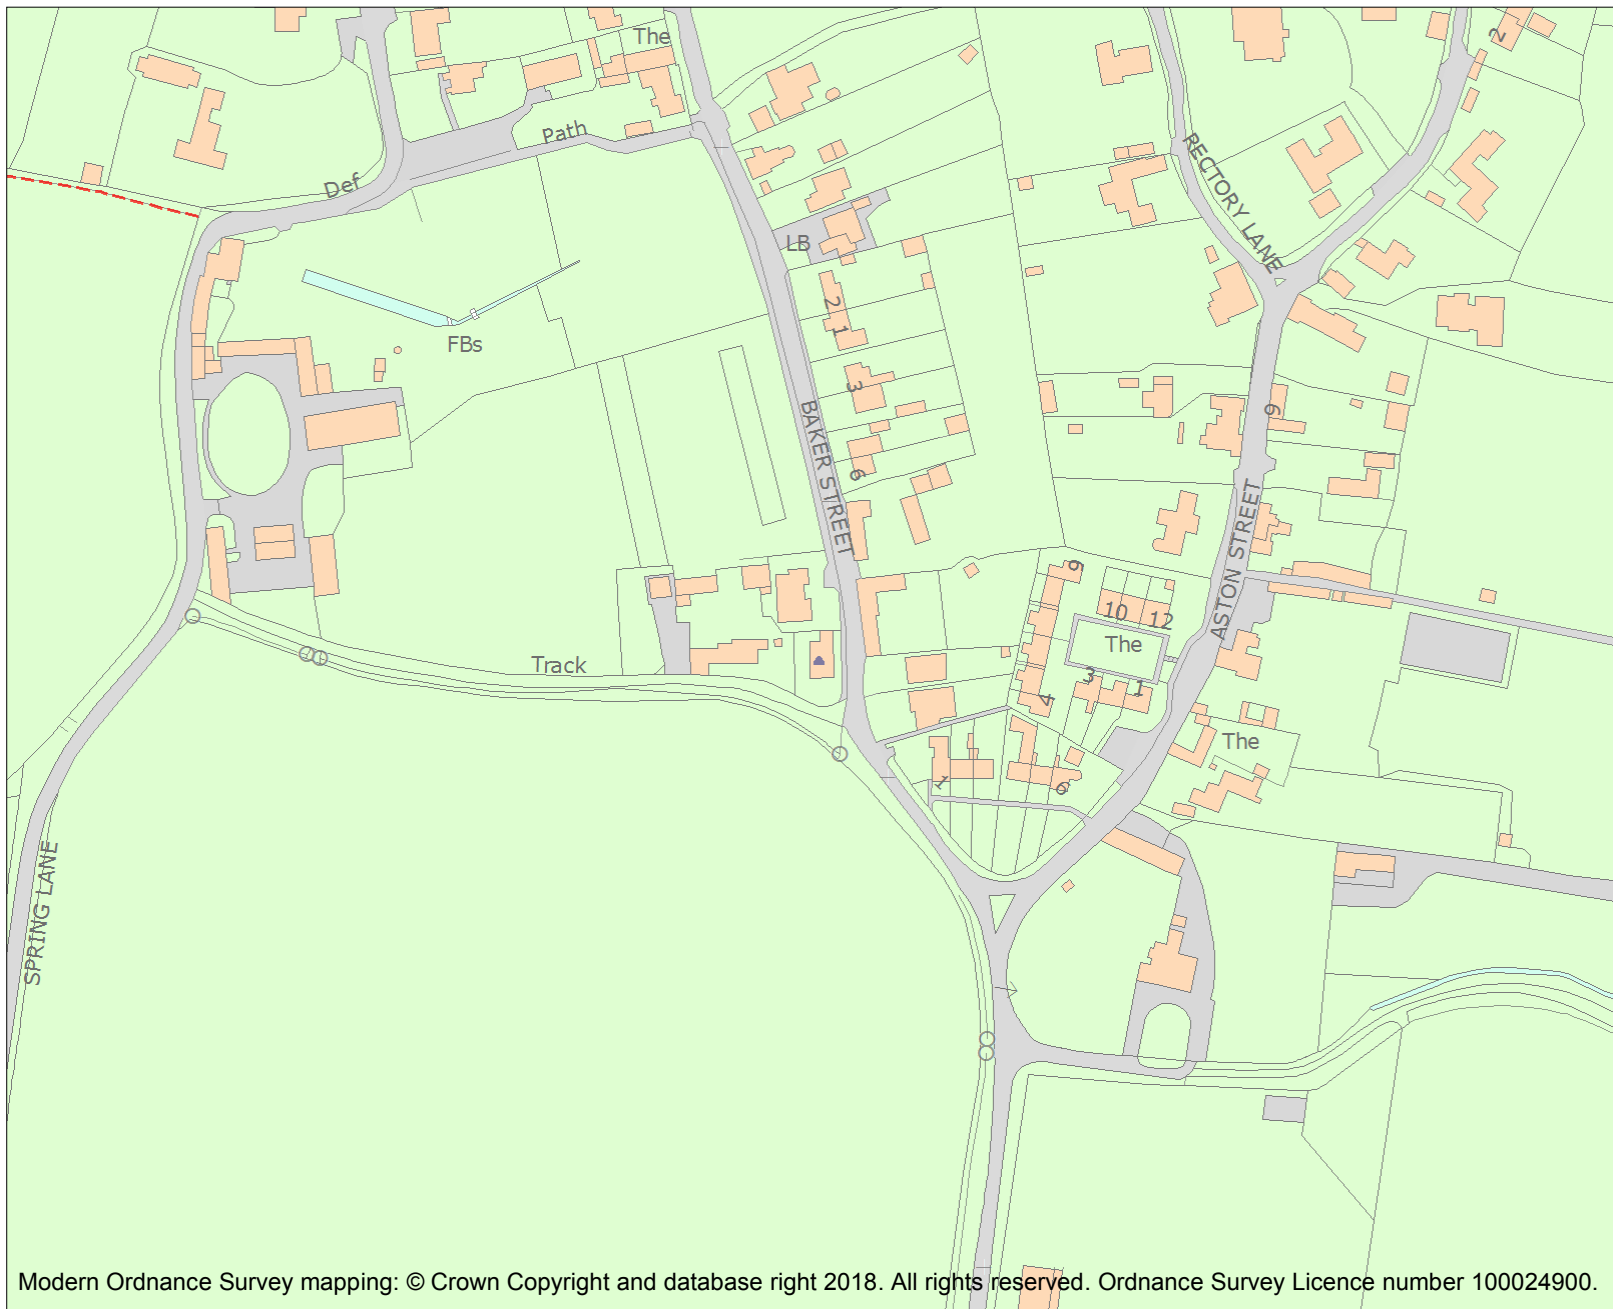 The
2
Path
RECTORY LANE
Def
LB
2
1
FBs
3
9
BAKER STREET
6
ASTON STREET
9
10
12
The
Track
3
1
4
The
1
6
SPRING LANE
Modern Ordnance Survey mapping: © Crown Copyright and database right 2018. All rights reserved. Ordnance Survey Licence number 100024900.